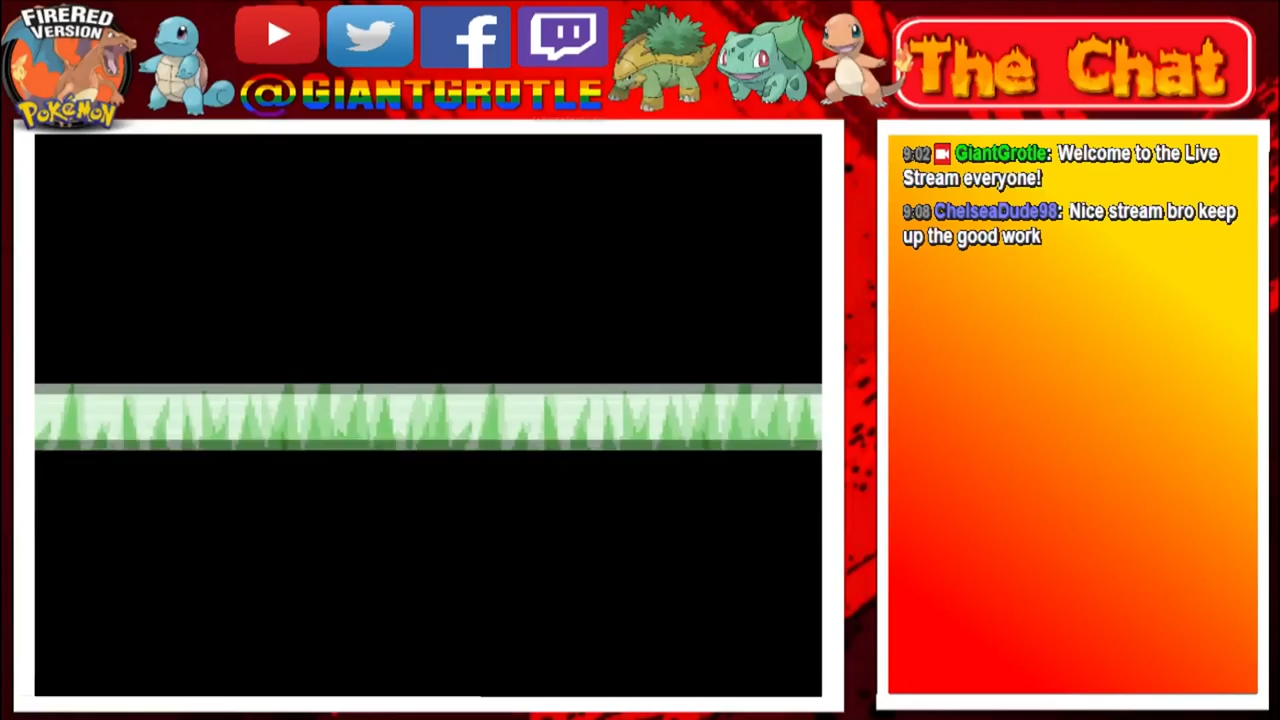 FIRERED
VERSION
POKéMON
@GIANTGROTLE
The Chat
9:02 GiantGrotle: Welcome to the Live
Stream everyone!
9:08 ChelseaDude98: Nice stream bro keep
up the good work